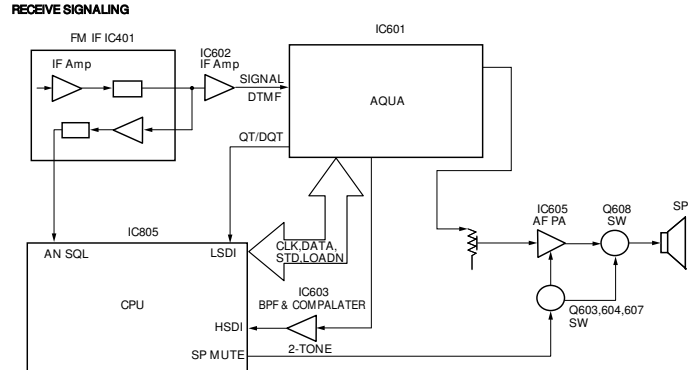 RECEIVE SIGNALING
FM IF IC401
IF Amp
IC602
IF Amp
SIGNAL
DTMF
IC601
AQUA
QT/DQT
IC805
AN SQL
LSDI
CLK,DATA,
STD,LOADN
CPU
IC603
BPF & COMPALATER
HSDI
2-TONE
SP MUTE
IC605
AF PA
Q608
SW
SP
Q603,604,607
SW